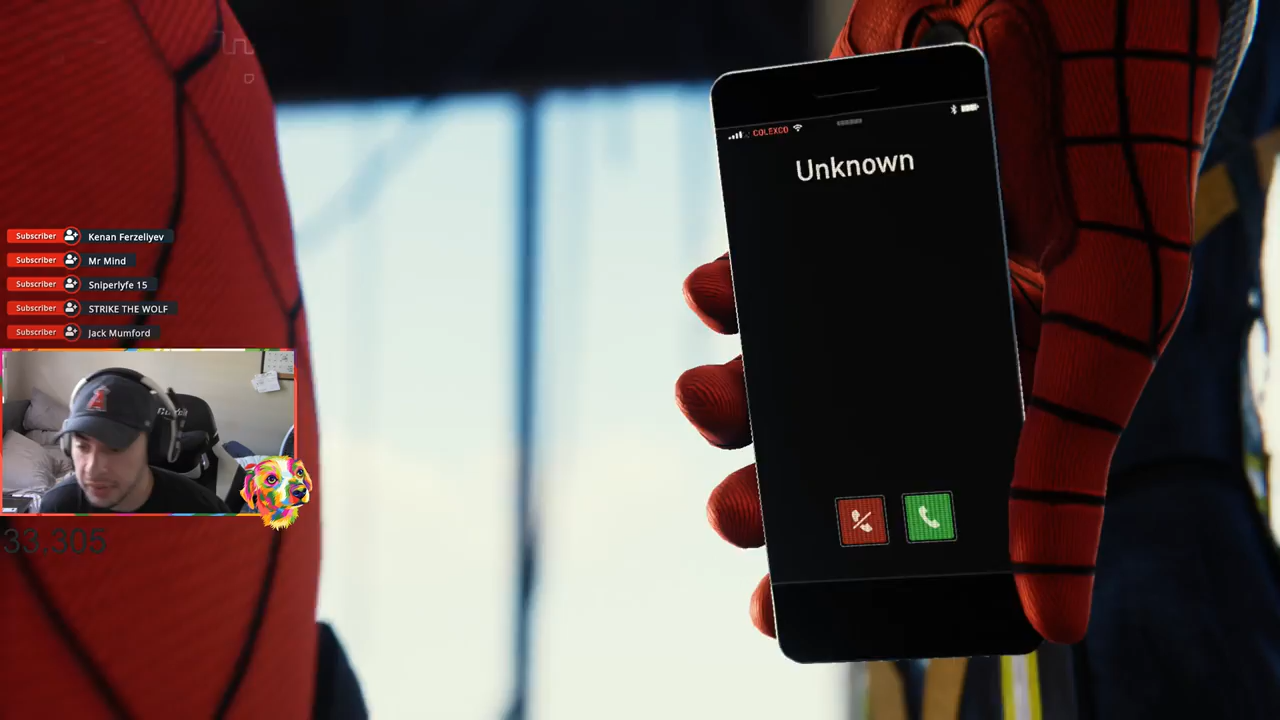 COLEXCO
Unknown
Subscriber Kenan Ferzeliyev
Subscriber Mr Mind
Subscriber Sniperlyfe 15
Subscriber STRIKE THE WOLF
Subscriber Jack Mumford
A
33.305